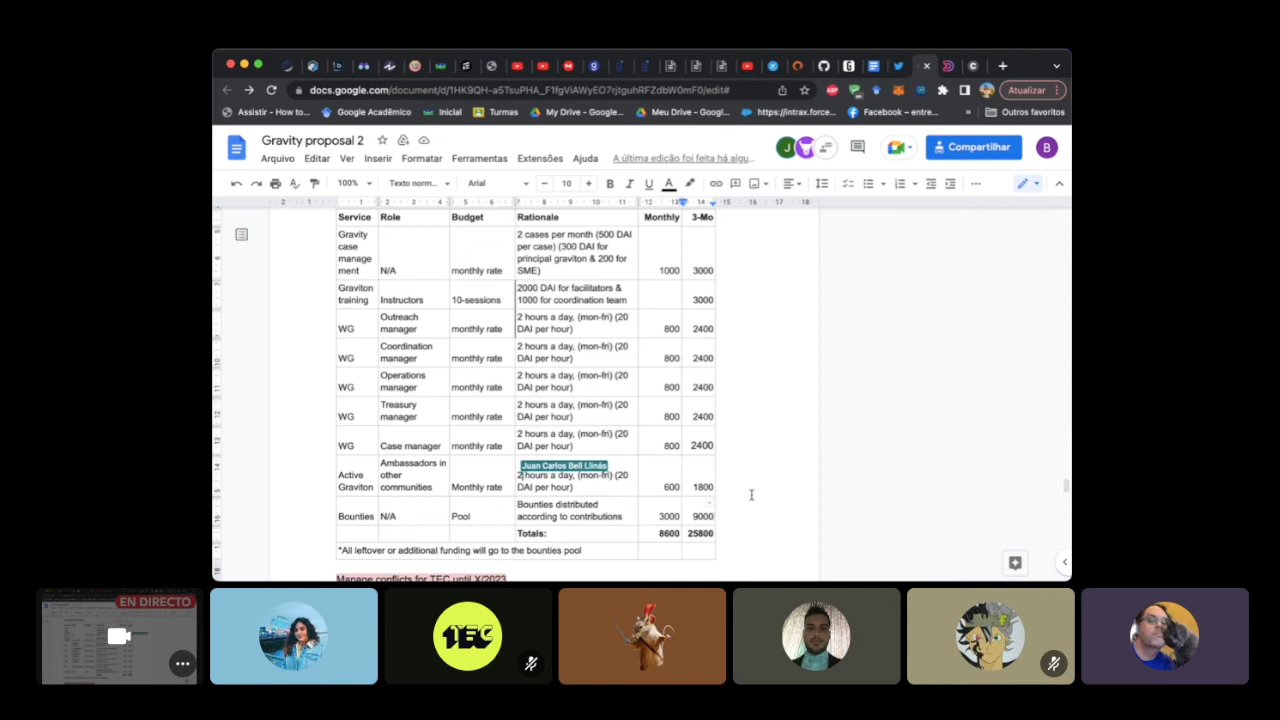 docs.google.com/document/d/1HK9QH-a5TsuPHA_F1fgViAWyEO7rjtguhRFZdbW0mF0/edit#
Atualizar
Assistir - How to...
Google Acadêmico
Inicial
Turmas
My Drive - Googl...
Meu Drive - Googl...
https://intrax.force...
Facebook – entre...
»
Outros favoritos
Gravity proposal 2
Arquivo Editar Ver Inserir Formatar Ferramentas Extensões Ajuda A última edição foi feita há algu...
J
Compartilhar
B
100% Texto norm... Arial 10 B I U A
Service Role Budget Rationale Monthly 3-Mo
Gravity
case
manage
ment
N/A
monthly rate
2 cases per month (500 DAI
per case) (300 DAI for
principal graviton & 200 for
SME)
1000 3000
Graviton
training
Instructors
10-sessions
2000 DAI for facilitators &
1000 for coordination team
3000
WG
Outreach
manager
monthly rate
2 hours a day, (mon-fri) (20
DAI per hour)
800 2400
WG
Coordination
manager
monthly rate
2 hours a day, (mon-fri) (20
DAI per hour)
800 2400
WG
Operations
manager
monthly rate
2 hours a day, (mon-fri) (20
DAI per hour)
800 2400
WG
Treasury
manager
monthly rate
2 hours a day, (mon-fri) (20
DAI per hour)
800 2400
WG
Case manager
monthly rate
2 hours a day, (mon-fri) (20
DAI per hour)
800 2400
Active
Graviton
Ambassadors in
other
communities
Monthly rate
Juan Carlos Bell Llinás
2 hours a day, (mon-fri) (20
DAI per hour)
600 1800
Bounties
N/A
Pool
Bounties distributed
according to contributions
3000 9000
Totals: 8600 25800
*All leftover or additional funding will go to the bounties pool
Manage conflicts for TEC until X/2023
EN DIRECTO
TEC